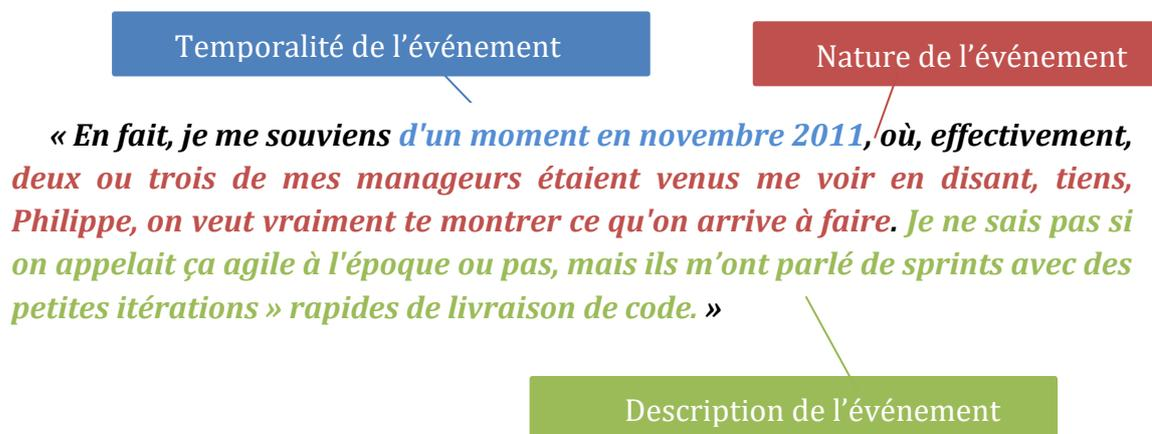 Temporalité de l’événement
Nature de l’événement
« En fait, je me souviens d'un moment en novembre 2011, où, effectivement,
deux ou trois de mes manageurs étaient venus me voir en disant, tiens,
Philippe, on veut vraiment te montrer ce qu'on arrive à faire. Je ne sais pas si
on appelait ça agile à l'époque ou pas, mais ils m’ont parlé de sprints avec des
petites itérations » rapides de livraison de code. »
Description de l’événement